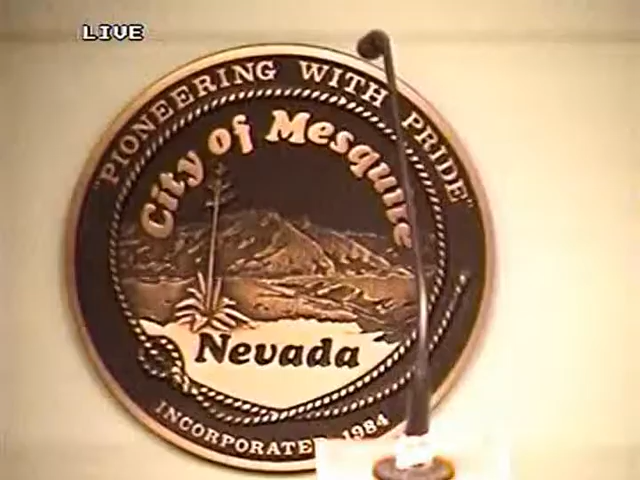 LIVE
"PIONEERING WITH PRIDE"
City of Mesquite
Nevada
INCORPORATED 1984